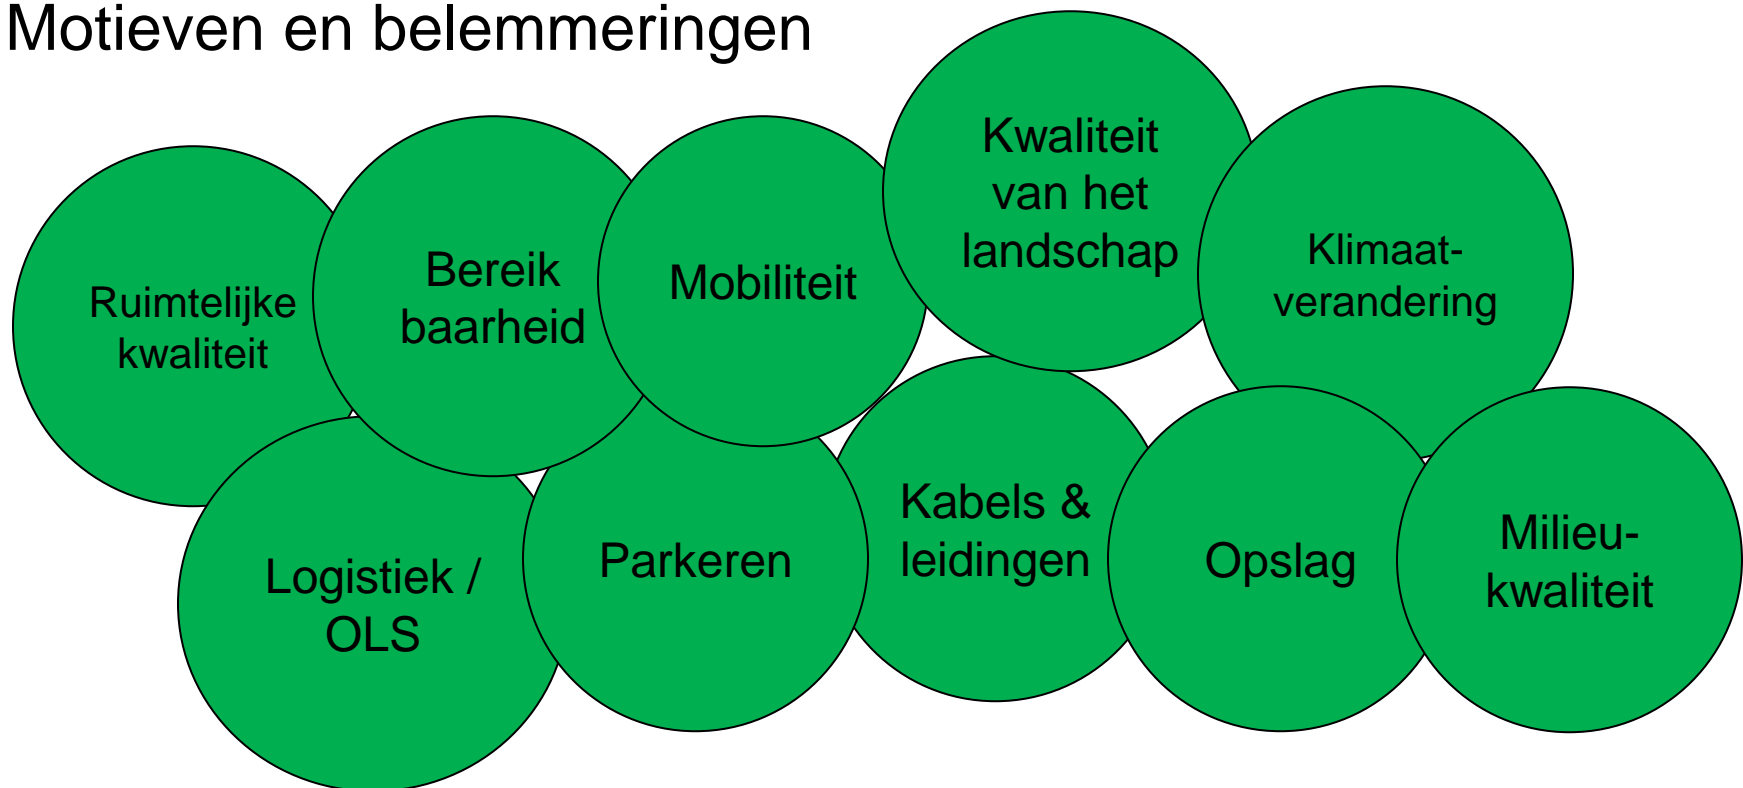 Motieven en belemmeringen
Ruimtelijke
kwaliteit
Bereik
baarheid
Mobiliteit
Kwaliteit
van het
landschap
Klimaat-
verandering
Logistiek /
OLS
Parkeren
Kabels &
leidingen
Opslag
Milieu-
kwaliteit